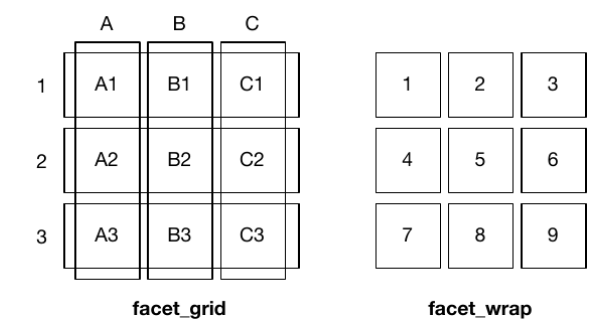 A B C
1 A1 B1 C1 1 2 3
2 A2 B2 C2 4 5 6
3 A3 B3 C3 7 8 9
facet_grid facet_wrap